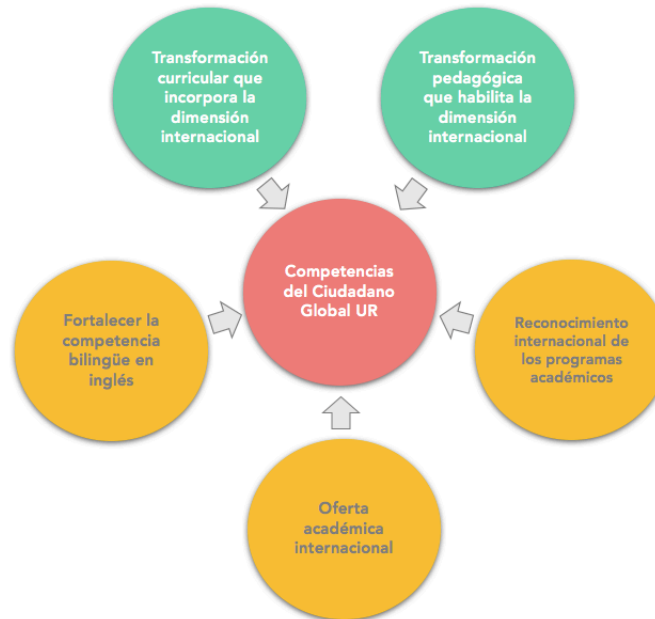 Transformación
curricular que
incorpora la
dimensión
internacional
Transformación
pedagógica
que habilita la
dimensión
internacional
Competencias
del Ciudadano
Global UR
Fortalecer la
competencia
bilingüe en
inglés
Reconocimiento
internacional de
los programas
académicos
Oferta
académica
internacional